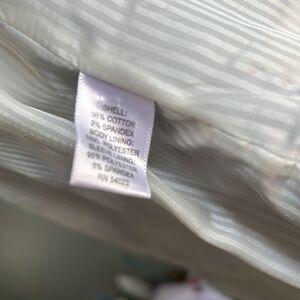 SHELL:
98% COTTON
2% SPANDEX
BODY LINING:
100% POLYESTER
SLEEVE LINING:
95% POLYESTER
5% SPANDEX
RN 54023